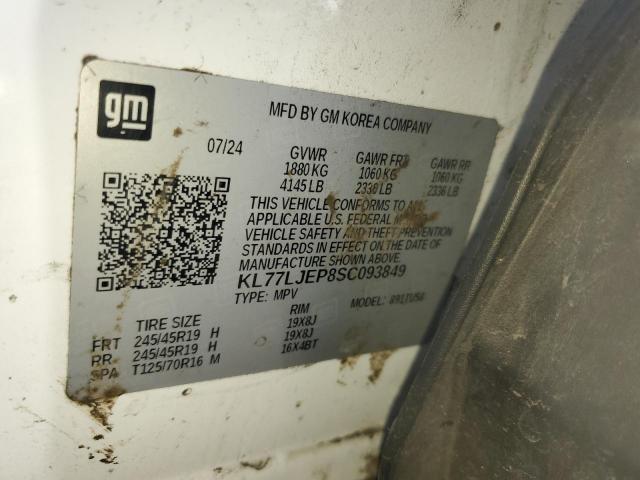 gm
MFD BY GM KOREA COMPANY
07/24
GVWR GAWR FRT GAWR RR
1880 KG 1060 KG 1060 KG
4145 LB 2336 LB 2336 LB
THIS VEHICLE CONFORMS TO ALL
APPLICABLE U.S. FEDERAL MOTOR
VEHICLE SAFETY AND THEFT PREVENTION
STANDARDS IN EFFECT ON THE DATE OF
MANUFACTURE SHOWN ABOVE.
KL77LJEP8SC093849
TYPE: MPV MODEL:
TIRE SIZE RIM
FRT 245/45R19 H 19X8J
RR 245/45R19 H 19X8J
SPA T125/70R16 M 16X4BT